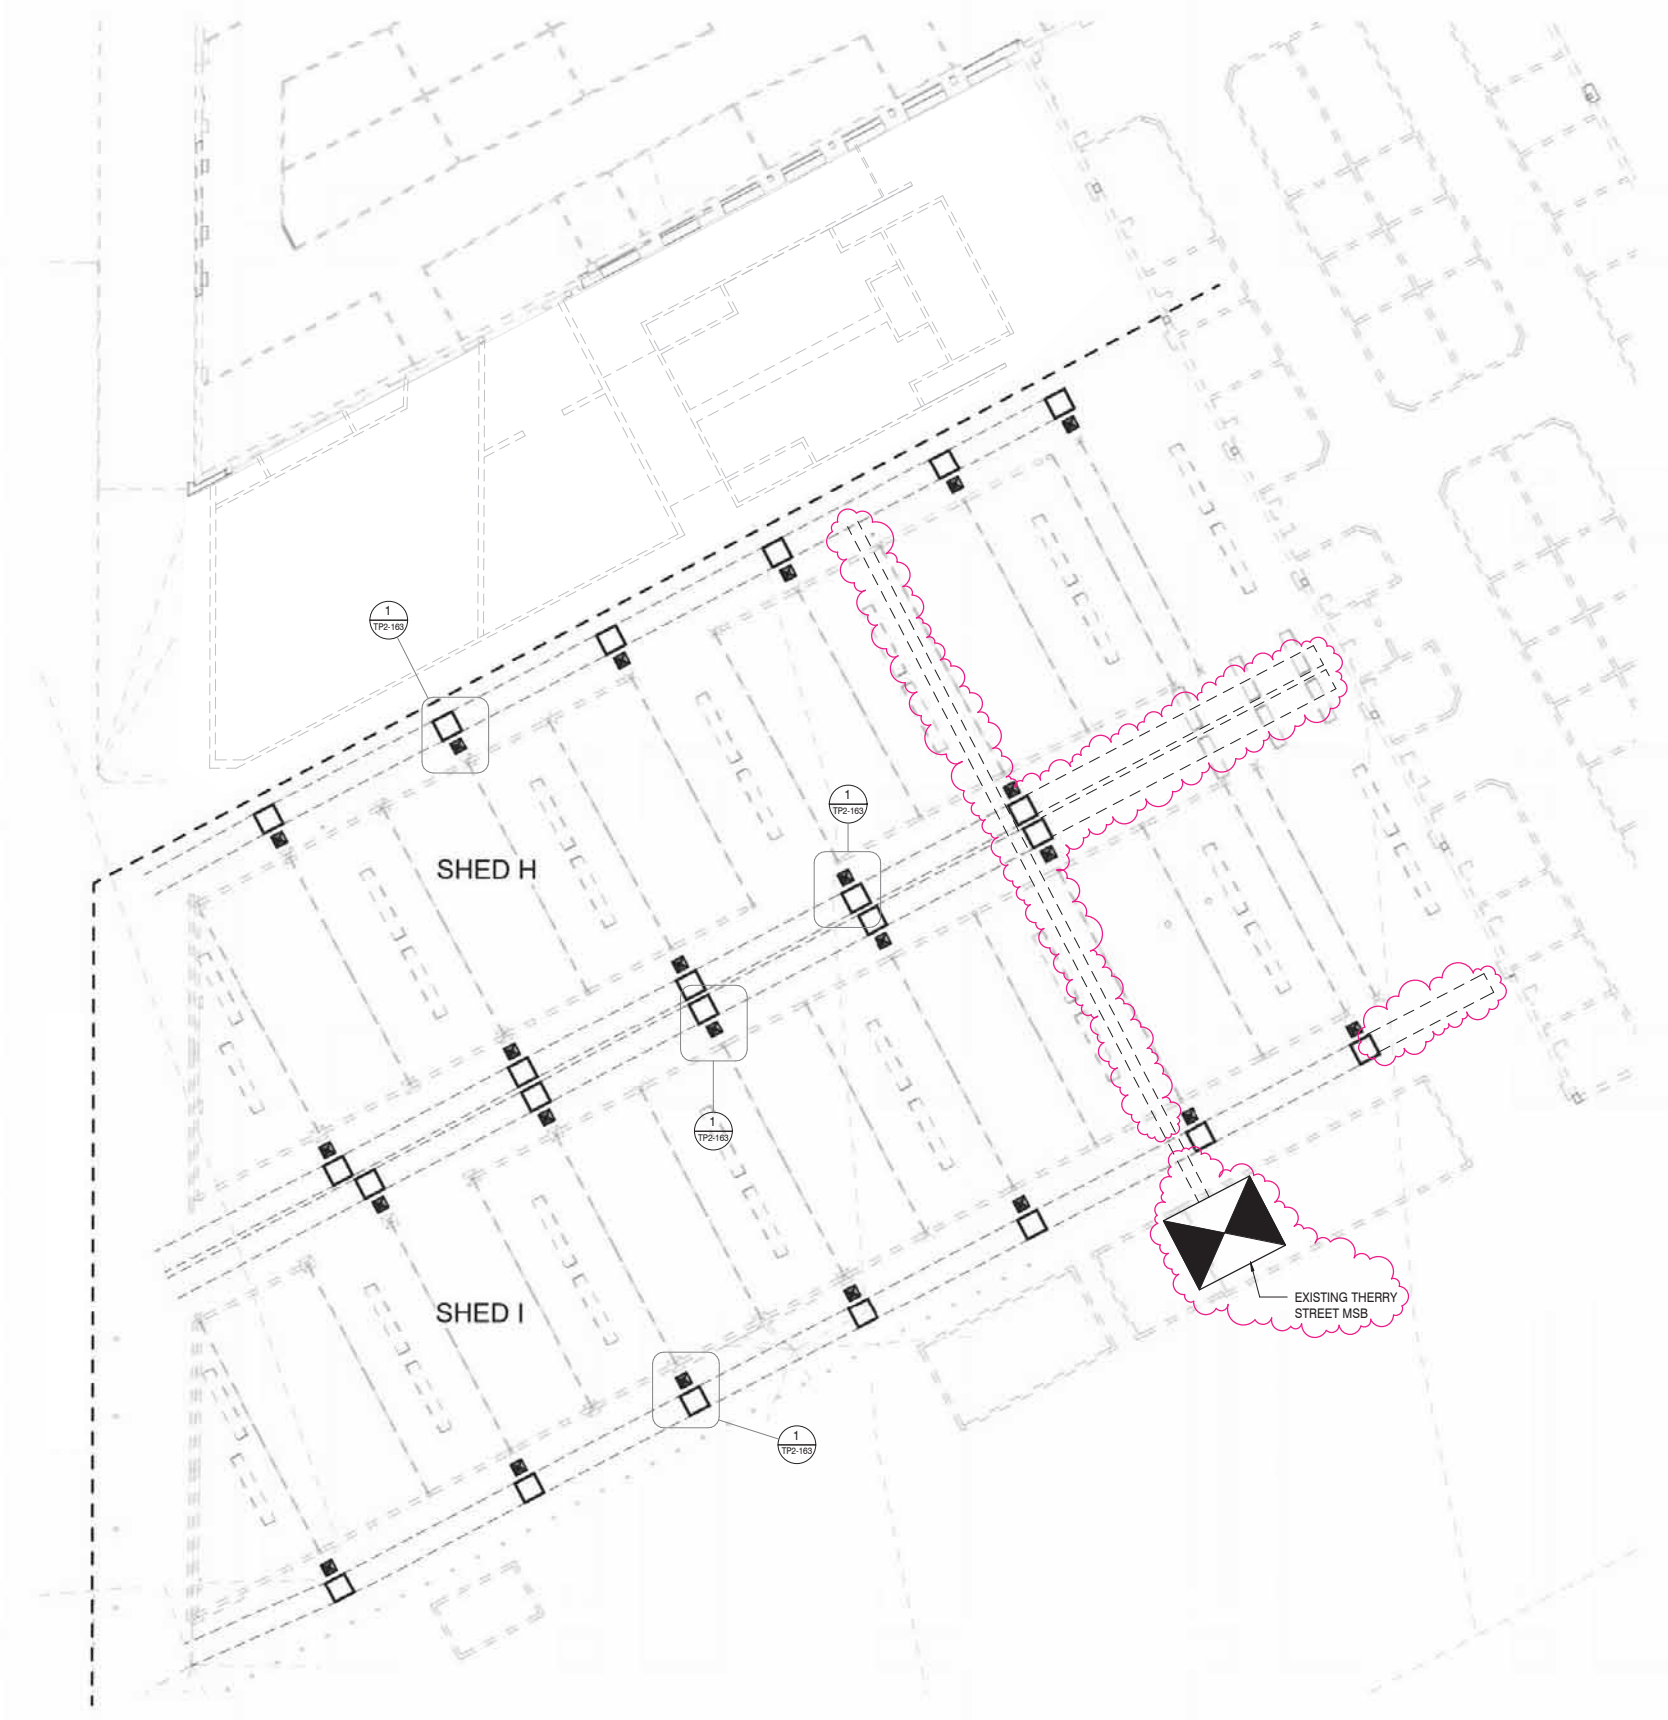 1
TP2-163
1
TP2-163
SHED H
1
TP2-163
EXISTING THERRY
STREET MSB
SHED I
1
TP2-163